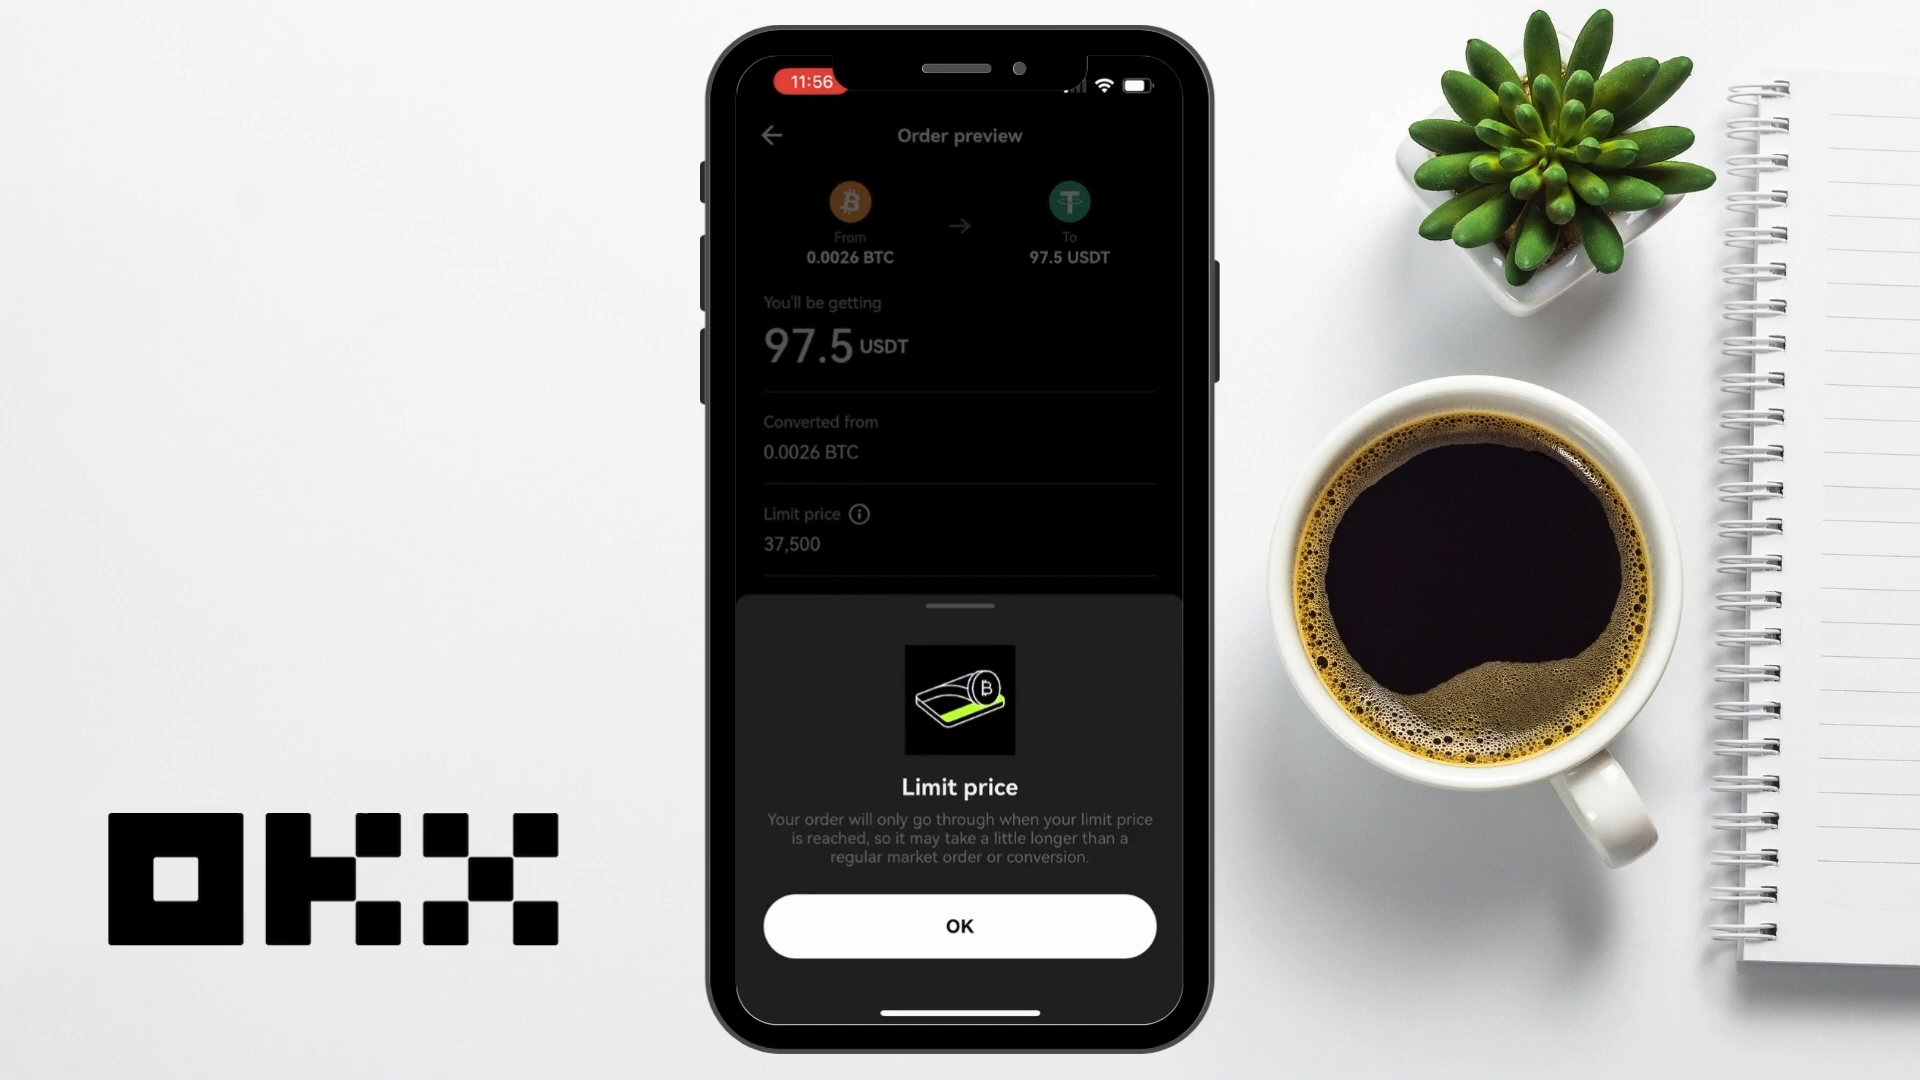 11:56
Order preview
From
0.0026 BTC
To
97.5 USDT
You'll be getting
97.5 USDT
Converted from
0.0026 BTC
Limit price
37,500
Limit price
Your order will only go through when your limit price
is reached, so it may take a little longer than a
regular market order or conversion.
OK
OKX